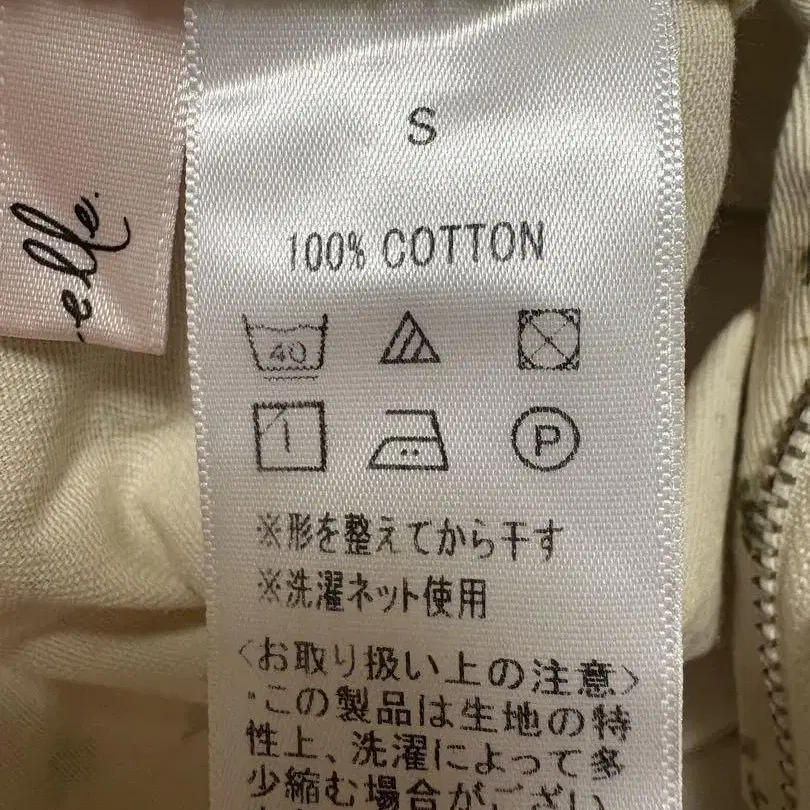 elle.
S
100% COTTON
40
P
※形を整えてから干す
※洗濯ネット使用
<お取り扱い上の注意>
・この製品は生地の特
性上、洗濯によって多
少縮む場合がござい